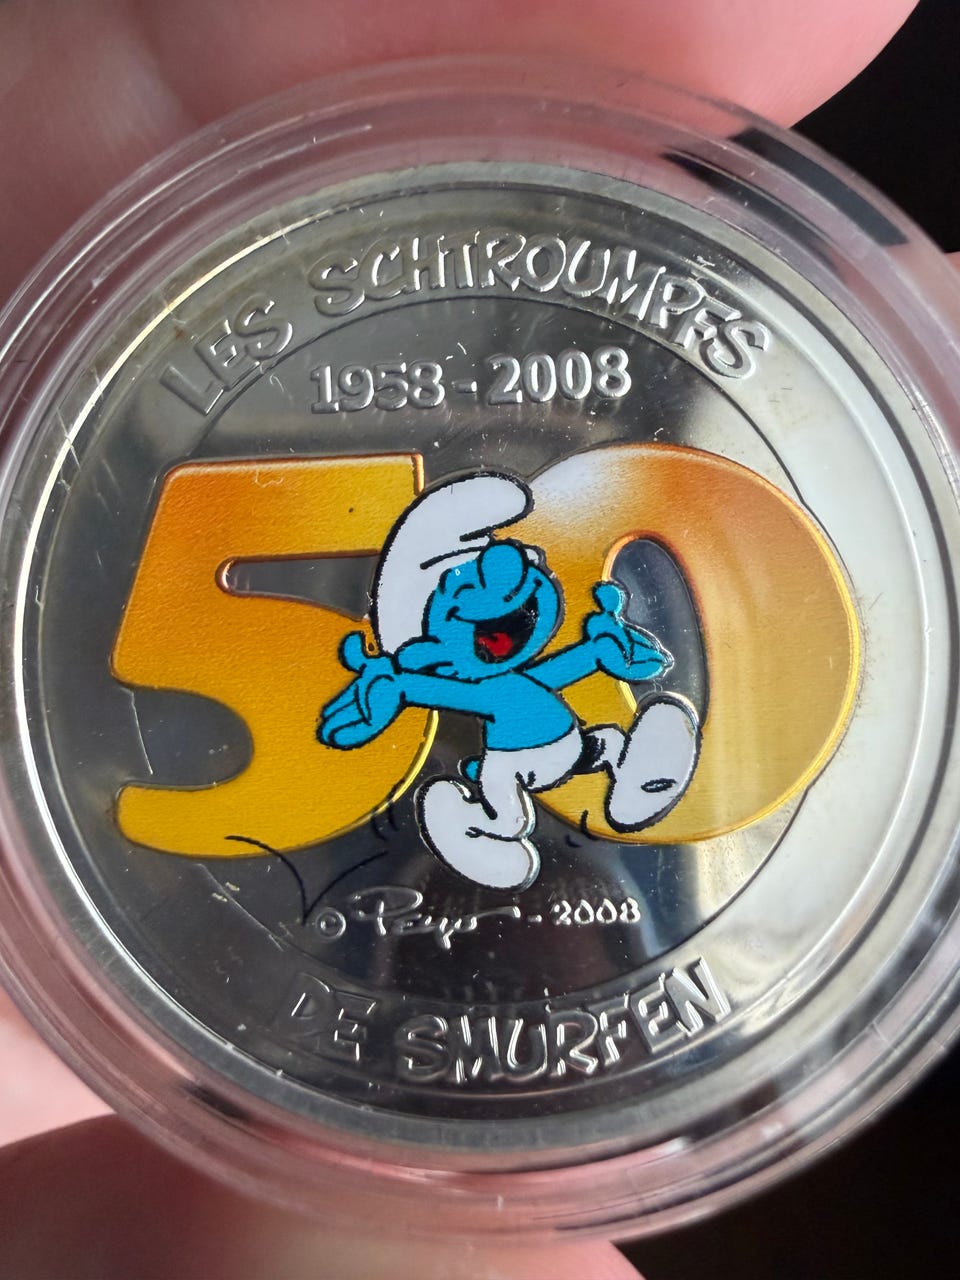 LES SCHTROUMPFS
1958 - 2008
50
© Peyo - 2008
DE SMURFEN